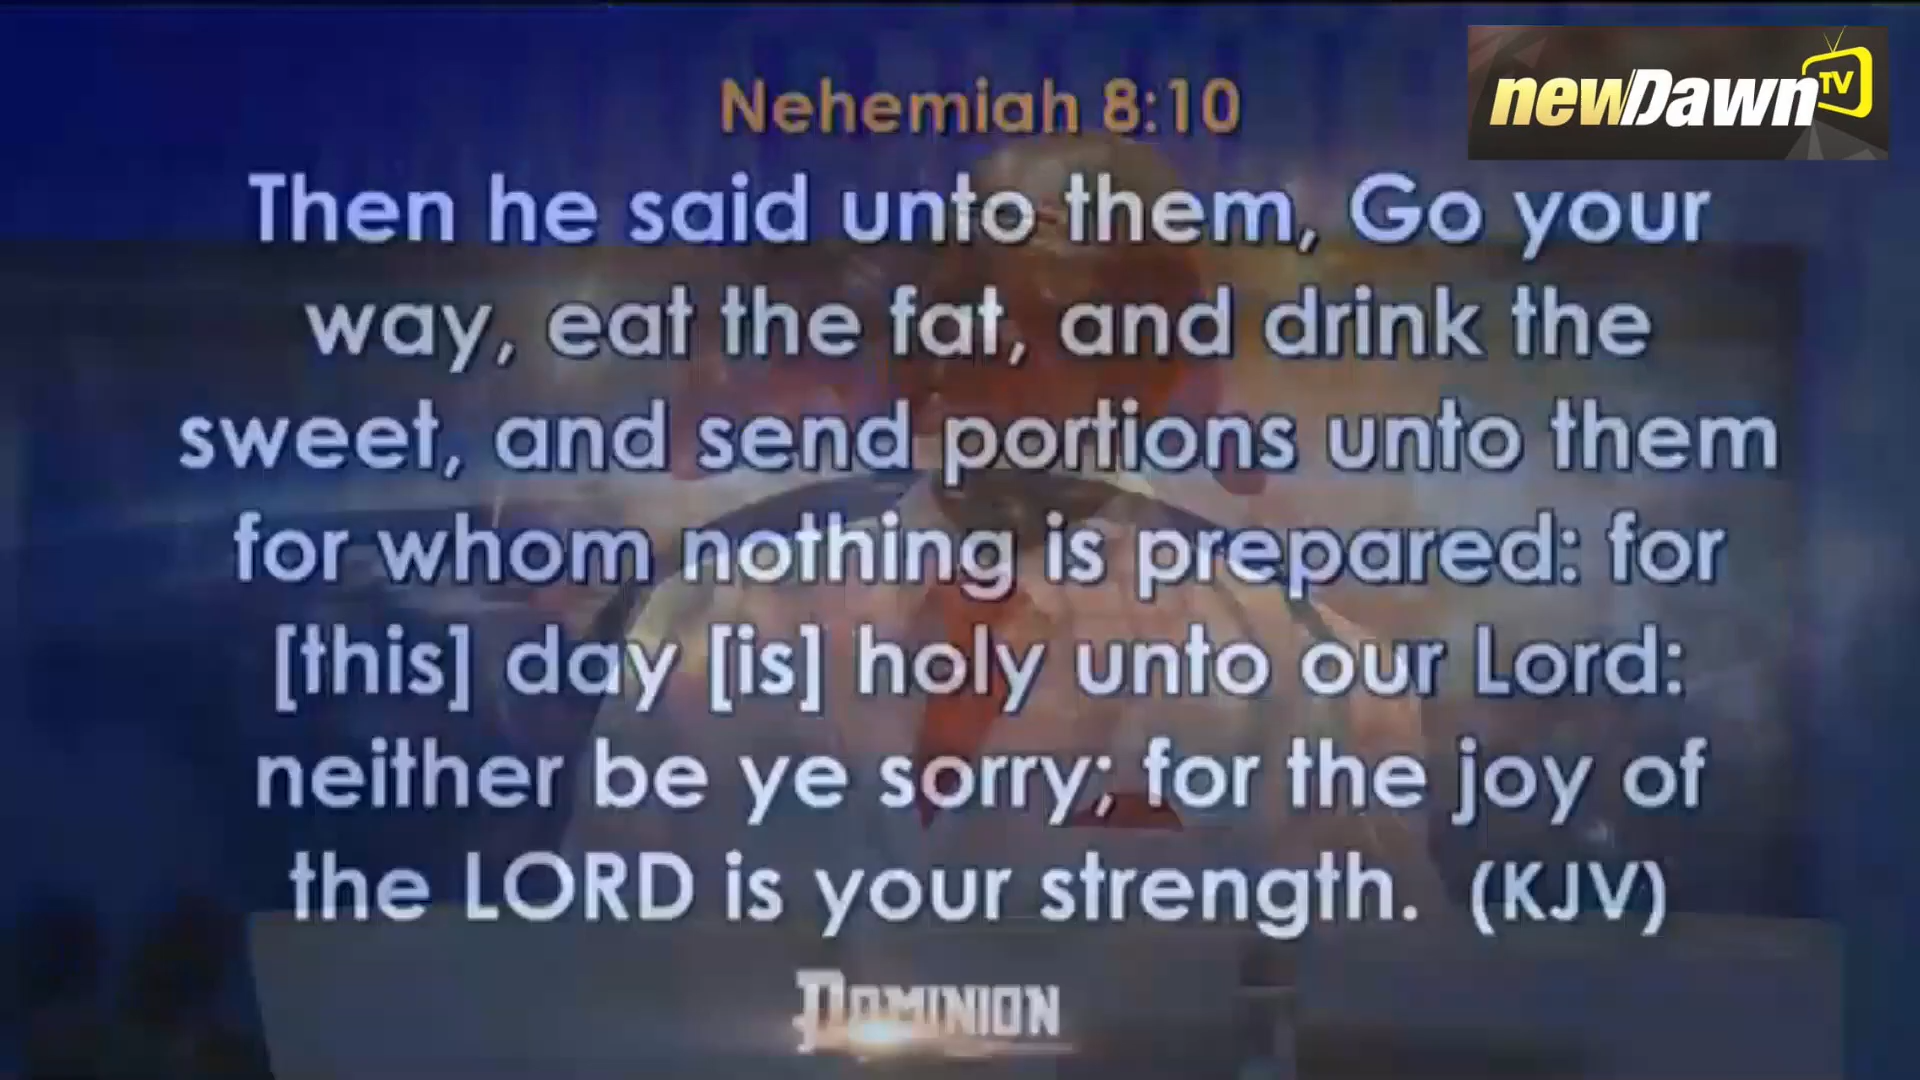 Nehemiah 8:10
newDawn TV
Then he said unto them, Go your
way, eat the fat, and drink the
sweet, and send portions unto them
for whom nothing is prepared: for
[this] day [is] holy unto our Lord:
neither be ye sorry; for the joy of
the LORD is your strength. (KJV)
DOMINION